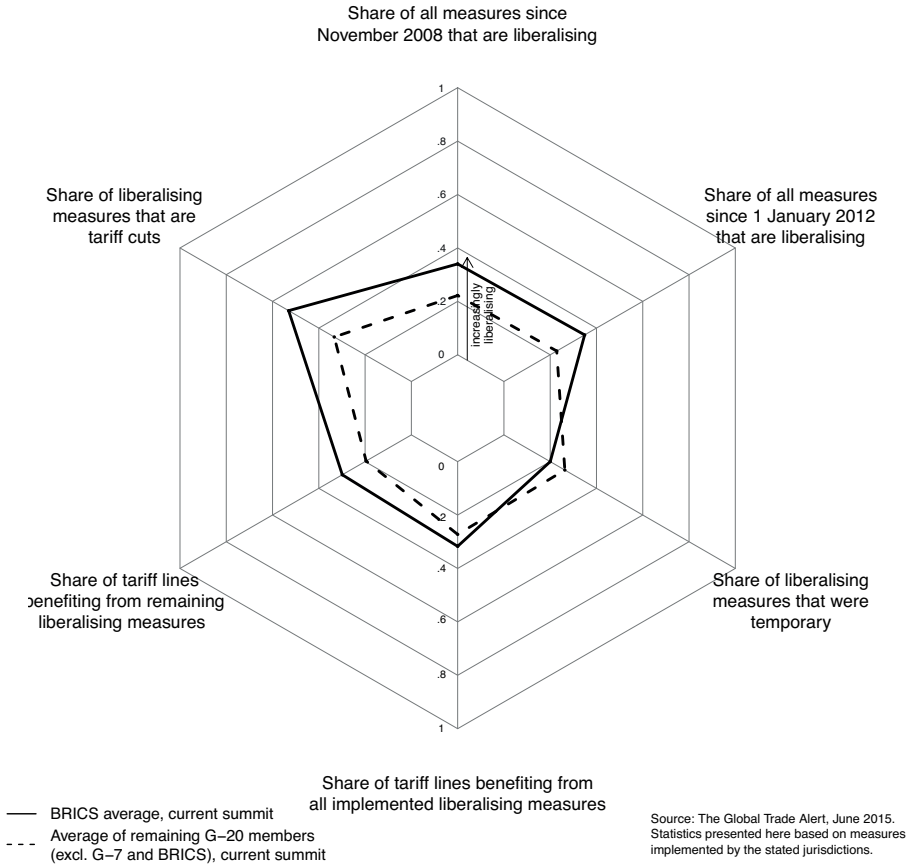 Share of all measures since
November 2008 that are liberalising
1
.8
.6
.4
.2
0
increasingly
liberalising
Share of liberalising
measures that are
tariff cuts
Share of all measures
since 1 January 2012
that are liberalising
0
.2
.4
.6
.8
1
Share of tariff lines
benefiting from remaining
liberalising measures
Share of liberalising
measures that were
temporary
Share of tariff lines benefiting from
all implemented liberalising measures
BRICS average, current summit
Average of remaining G−20 members
(excl. G−7 and BRICS), current summit
Source: The Global Trade Alert, June 2015.
Statistics presented here based on measures
implemented by the stated jurisdictions.